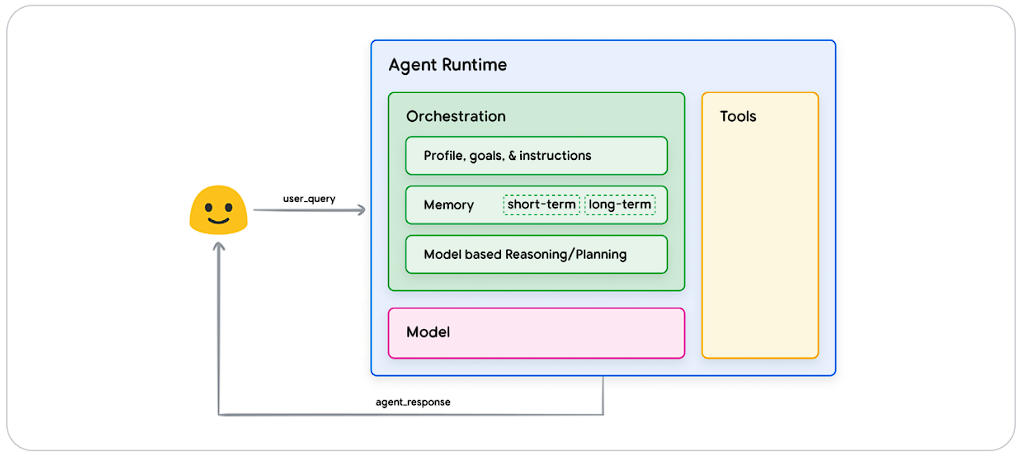 Agent Runtime
Orchestration
Tools
Profile, goals, & instructions
user_query
Memory short-term long-term
Model based Reasoning/Planning
Model
agent_response